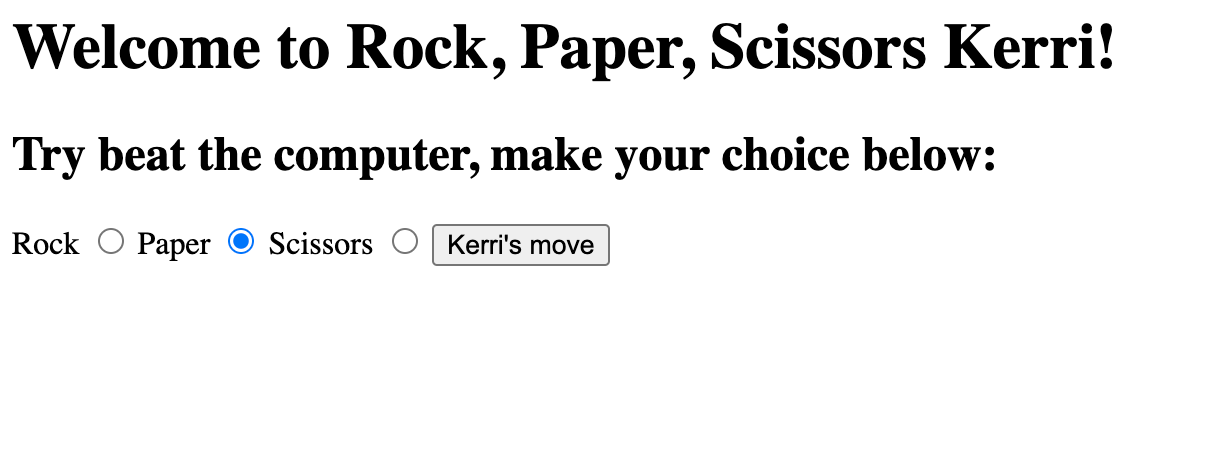 Welcome to Rock, Paper, Scissors Kerri!
Try beat the computer, make your choice below:
Rock Paper Scissors Kerri's move